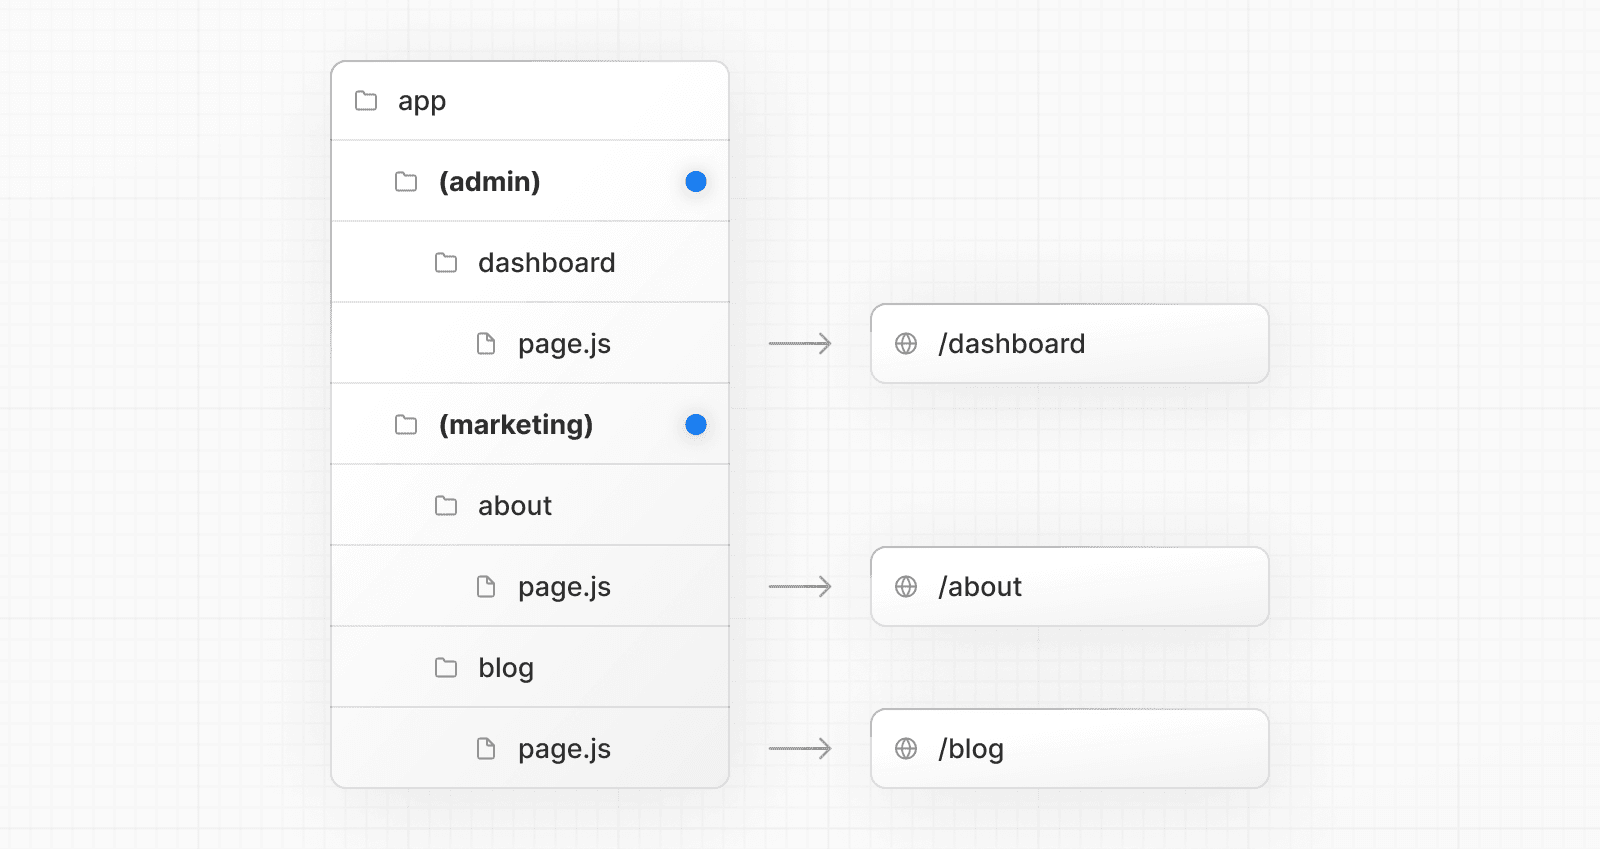 app
(admin)
dashboard
page.js
/dashboard
(marketing)
about
page.js
/about
blog
page.js
/blog